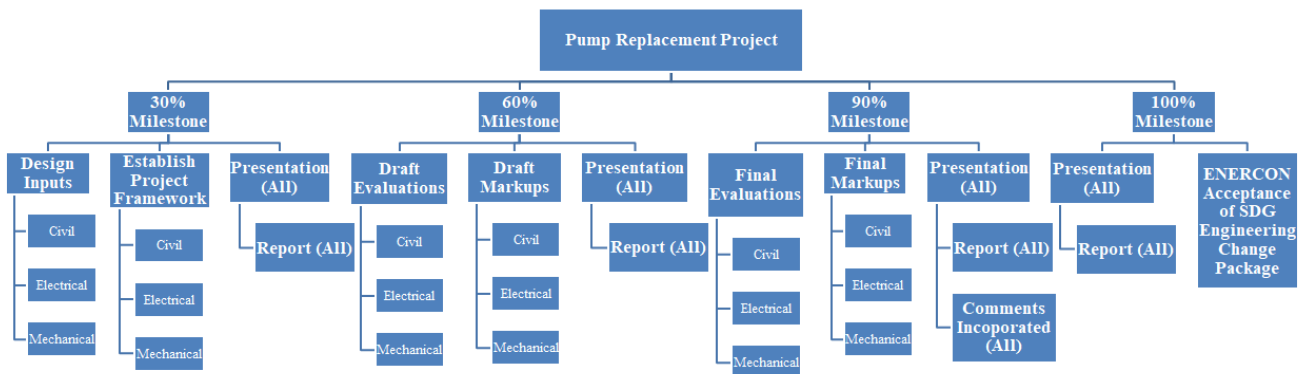 Pump Replacement Project
30%
Milestone
60%
Milestone
90%
Milestone
100%
Milestone
Design
Inputs
Civil
Electrical
Mechanical
Establish
Project
Framework
Civil
Electrical
Mechanical
Presentation
(All)
Report (All)
Draft
Evaluations
Civil
Electrical
Mechanical
Draft
Markups
Civil
Electrical
Mechanical
Presentation
(All)
Report (All)
Final
Evaluations
Civil
Electrical
Mechanical
Final
Markups
Civil
Electrical
Mechanical
Presentation
(All)
Report (All)
Comments
Incoporated
(All)
Presentation
(All)
Report (All)
ENERCON
Acceptance
of SDG
Engineering
Change
Package